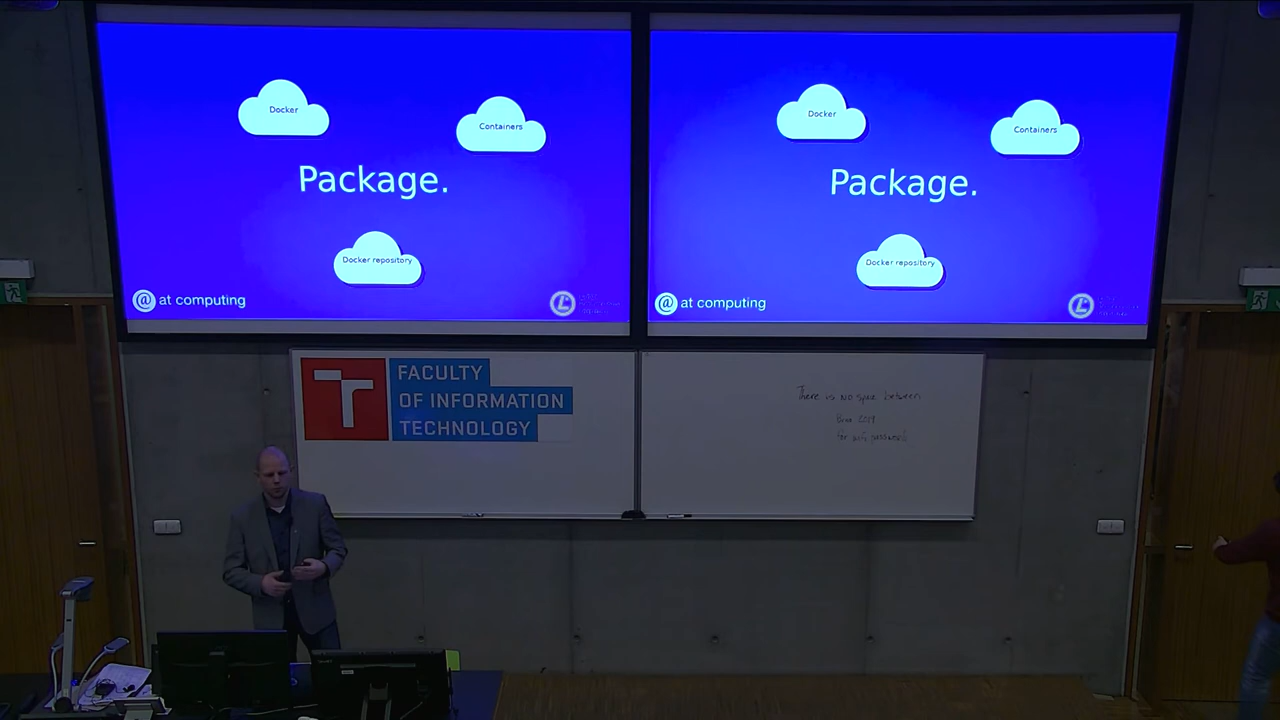 Docker
Containers
Package.
Docker repository
@ at computing
Docker
Containers
Package.
Docker repository
@ at computing
FACULTY
OF INFORMATION
TECHNOLOGY
There is no space between